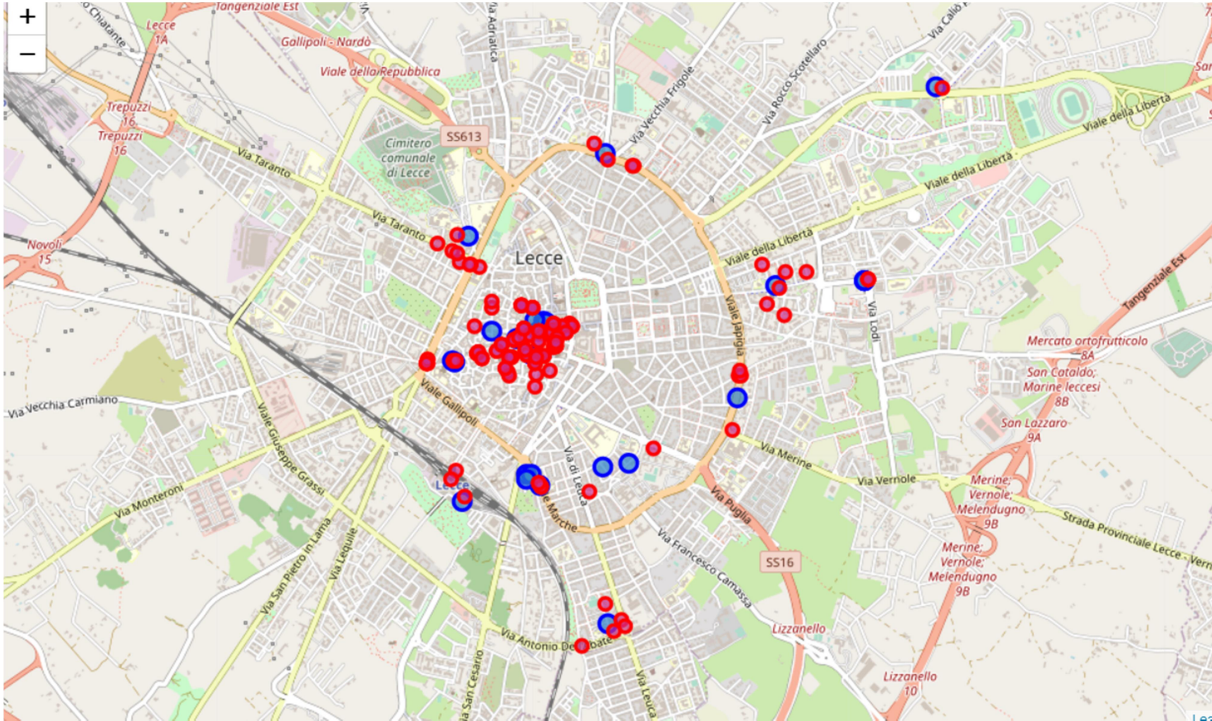 +
−
Tangenziale Est
Lecce
1A
Chiatante
Gallipoli - Nardò
Via Adriatica
Viale della Repubblica
Via Vecchia Frigole
Via Rocco Scotellaro
Trepuzzi
16
Trepuzzi
16
SS613
Cimitero
comunale
di Lecce
Via Taranto
Viale della Libertà
Viale della Libertà
Via Taranto
Novoli
15
Lecce
Viale della Libertà
Viale Japigia
Via Lodi
Tangenziale Est
Mercato ortofrutticolo
8A
San Cataldo;
Marine leccesi
8B
San Lazzaro
9A
Via Vecchia Carmiano
Viale Gallipoli
Viale Giuseppe Grassi
Via di Leuca
Via Merine
Via Vernole
Merine;
Vernole;
Melendugno
9B
Lecce
Via Monteroni
Marche
Via Puglia
Strada Provinciale Lecce - Vern
Via San Pietro in Lama
Via Lequile
Via Francesco Camassa
SS16
Merine;
Vernole;
Melendugno
9B
Via Antonio De
Lizzanello
Lizzanello
10
Via San Cesario
Via Leuca